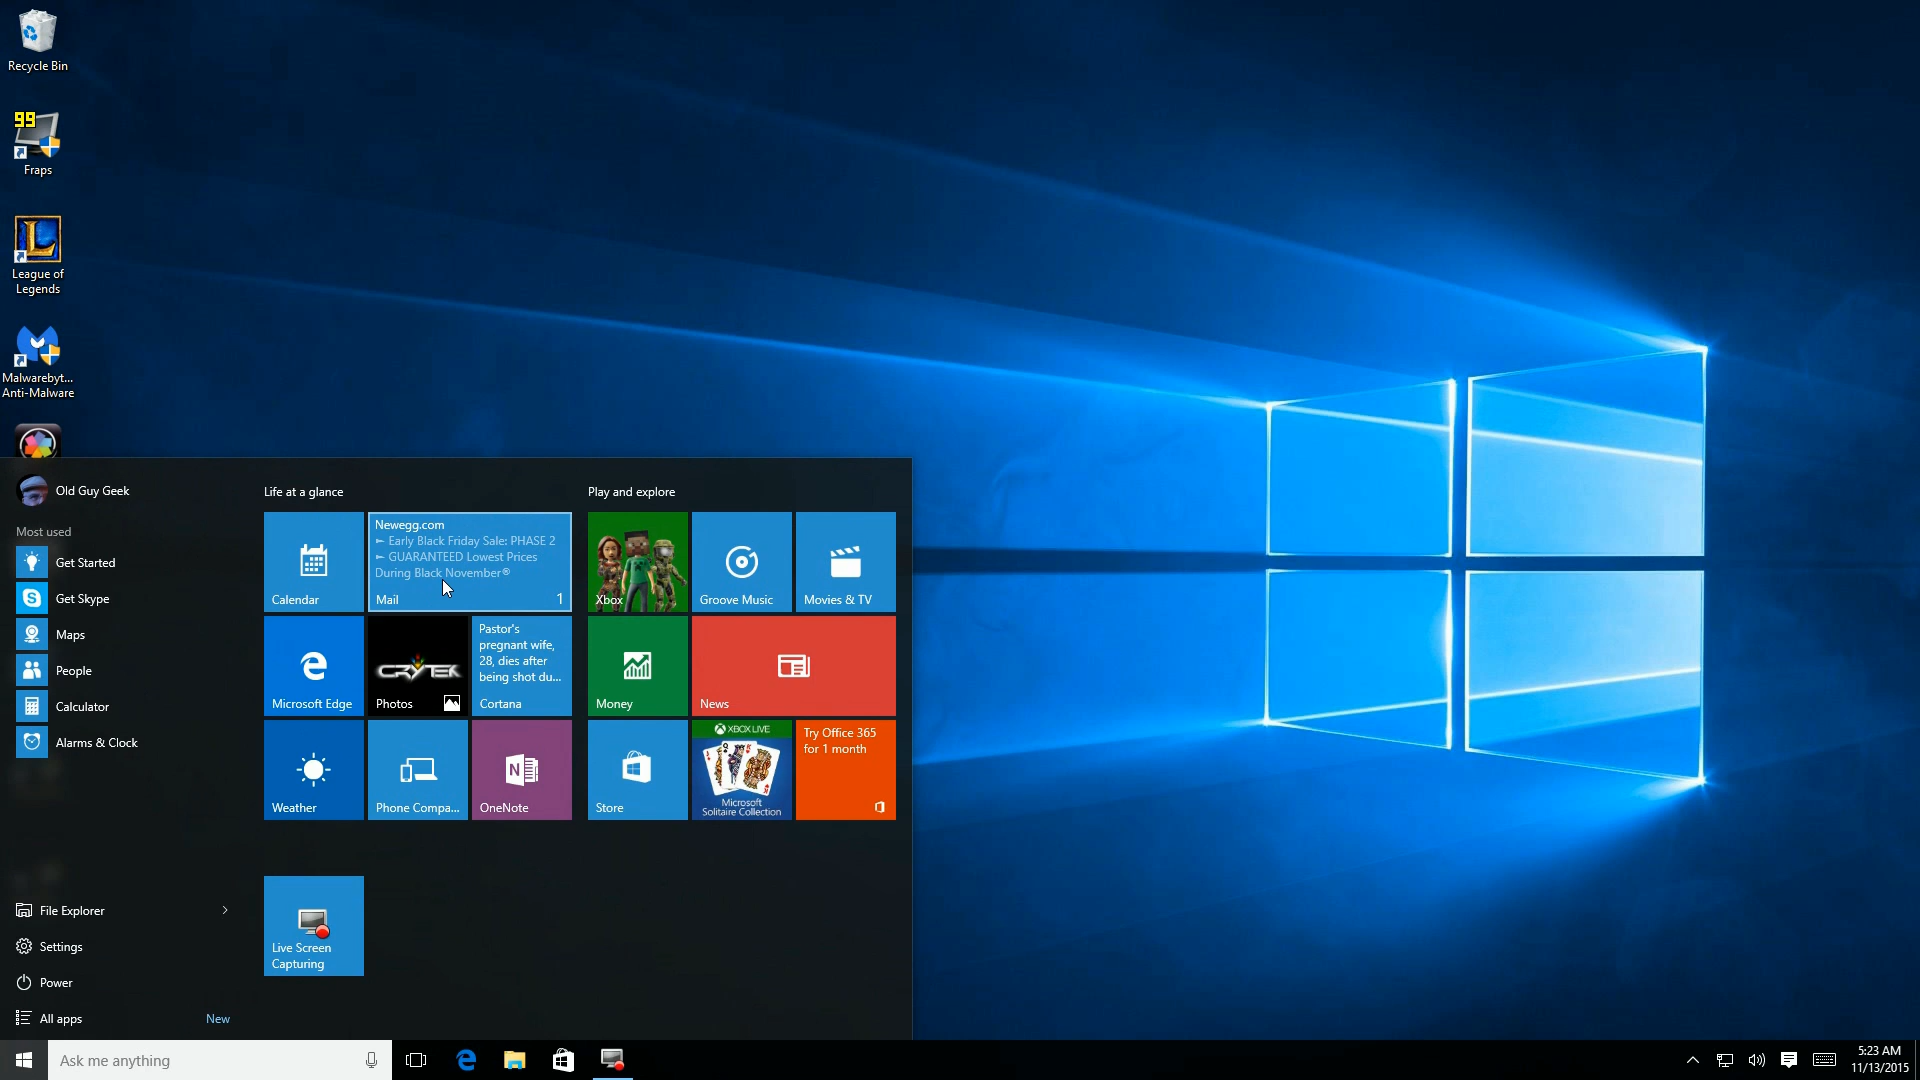 Recycle Bin
99
Fraps
L
League of
Legends
Malwarebyt...
Anti-Malware
Old Guy Geek
Most used
Get Started
Get Skype
Maps
People
Calculator
Alarms & Clock
File Explorer
Settings
Power
All apps
New
Life at a glance
Calendar
Newegg.com
► Early Black Friday Sale: PHASE 2
► GUARANTEED Lowest Prices
During Black November®
Mail
1
Microsoft Edge
CRYTEK
Photos
Pastor's
pregnant wife,
28, dies after
being shot du...
Cortana
Weather
Phone Compa...
N
OneNote
Live Screen
Capturing
Play and explore
Xbox
Groove Music
Movies & TV
Money
News
Store
XBOX LIVE
Microsoft
Solitaire Collection
Try Office 365
for 1 month
Ask me anything
5:23 AM
11/13/2015